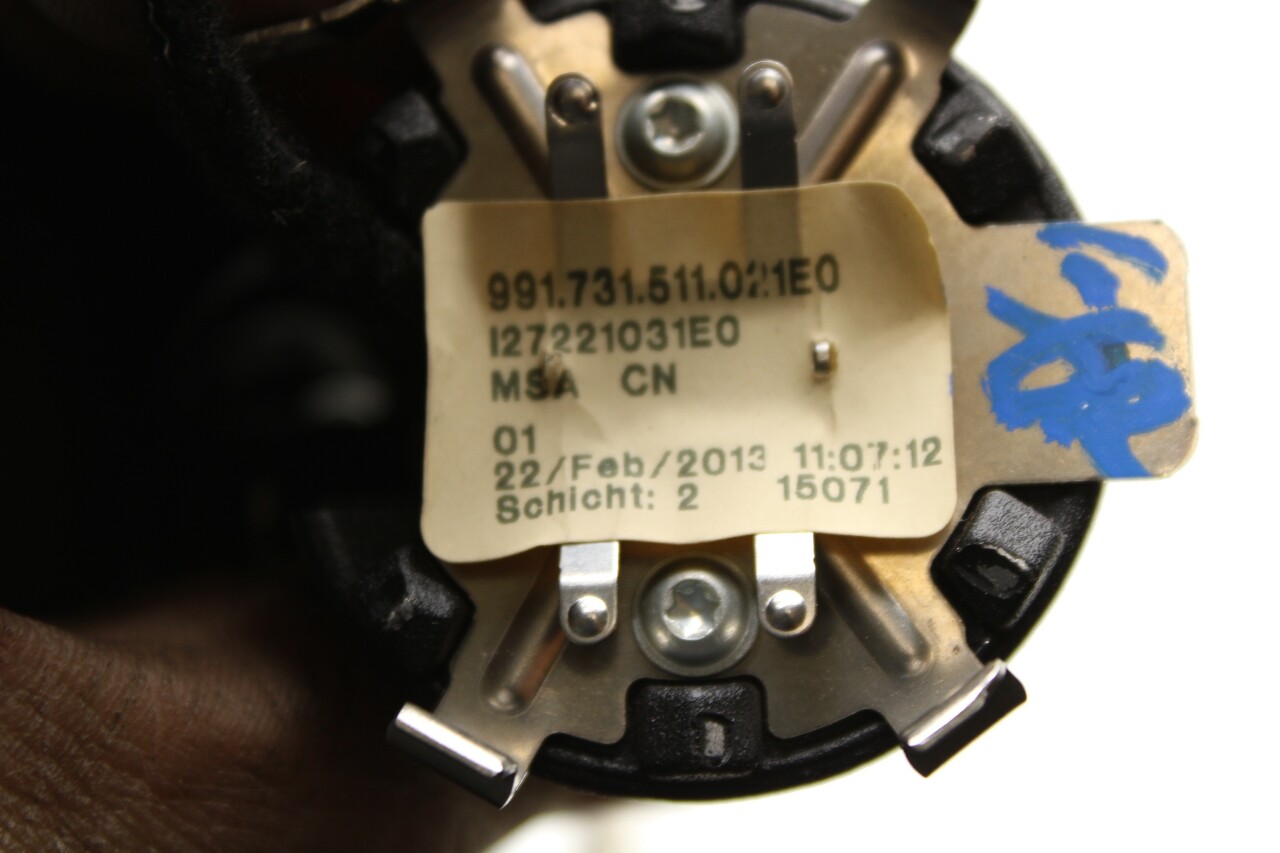 991.731.511.021E0
I27221031E0
MSA CN
01
22/Feb/2013 11:07:12
Schicht: 2 15071